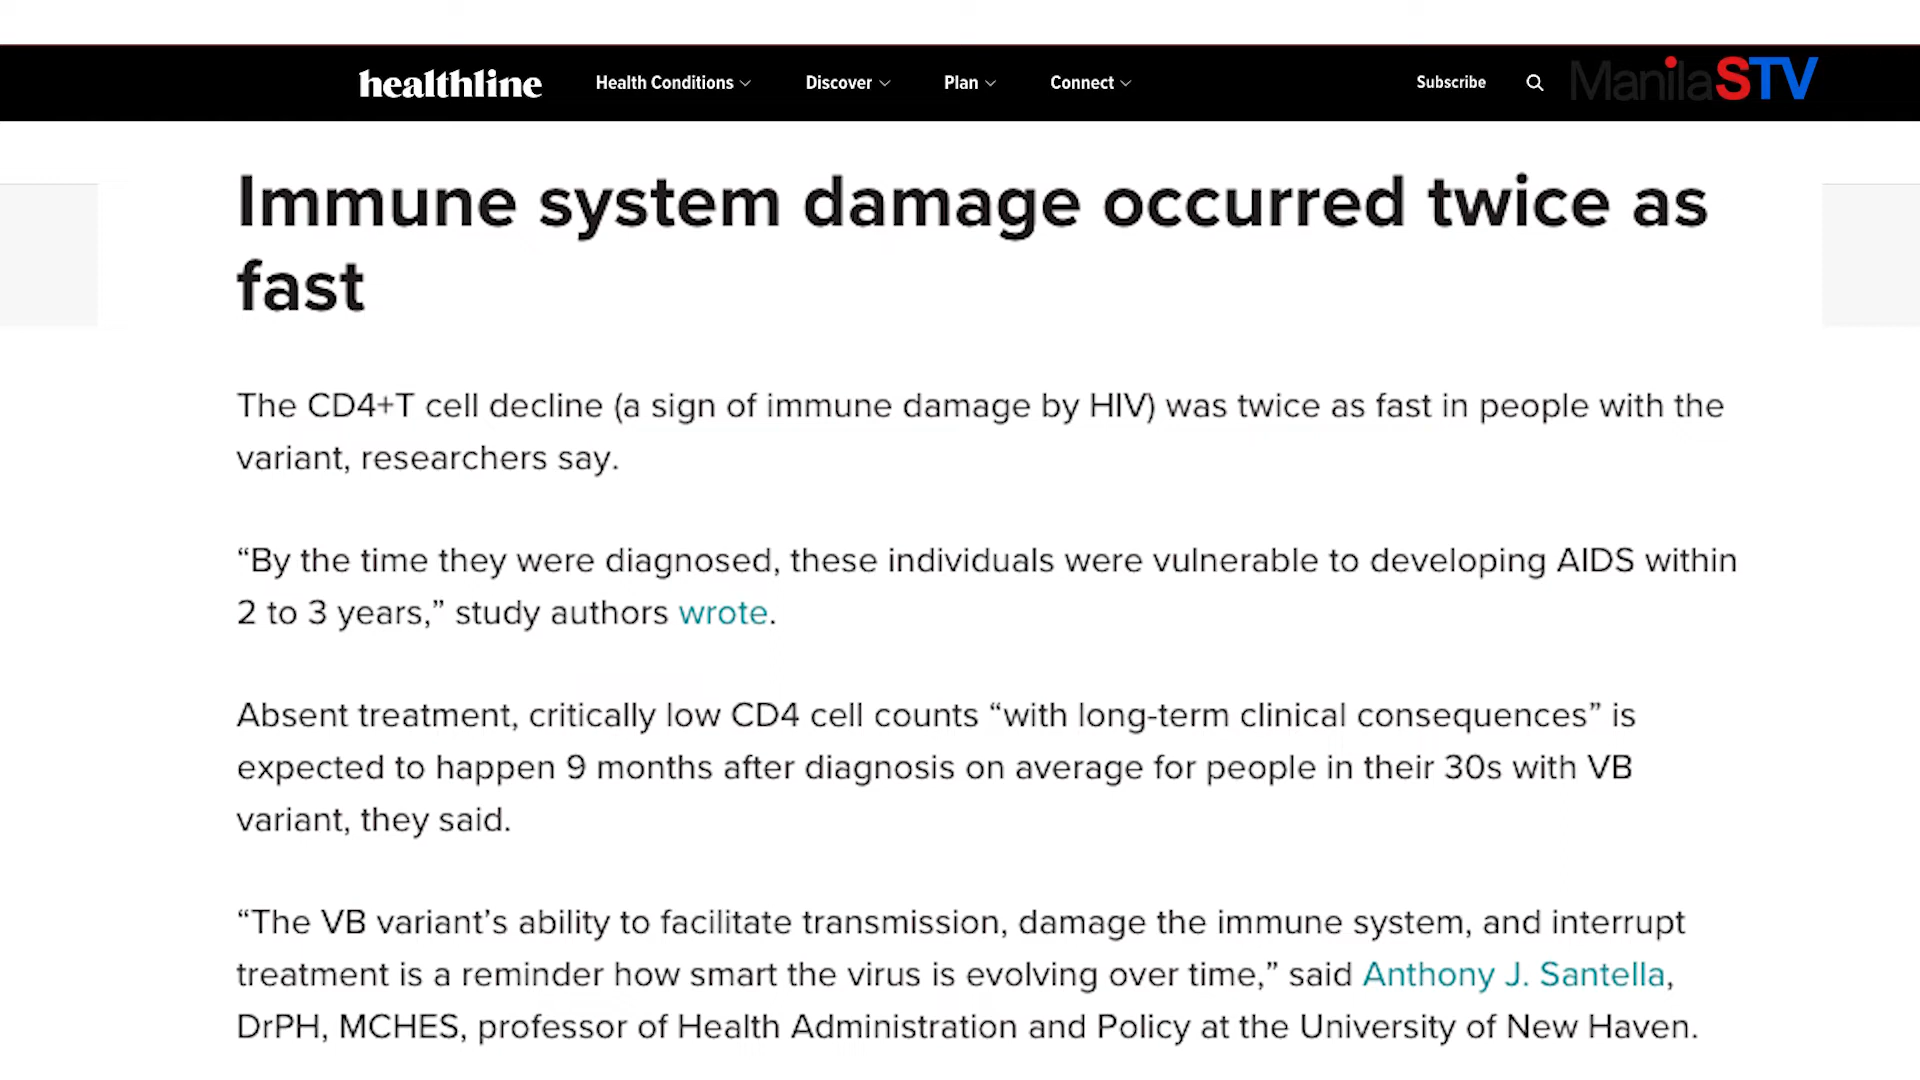 healthline Health Conditions Discover Plan Connect Subscribe ManilaSTV
Immune system damage occurred twice as
fast
The CD4+T cell decline (a sign of immune damage by HIV) was twice as fast in people with the
variant, researchers say.
“By the time they were diagnosed, these individuals were vulnerable to developing AIDS within
2 to 3 years,” study authors wrote.
Absent treatment, critically low CD4 cell counts “with long-term clinical consequences” is
expected to happen 9 months after diagnosis on average for people in their 30s with VB
variant, they said.
“The VB variant’s ability to facilitate transmission, damage the immune system, and interrupt
treatment is a reminder how smart the virus is evolving over time,” said Anthony J. Santella,
DrPH, MCHES, professor of Health Administration and Policy at the University of New Haven.